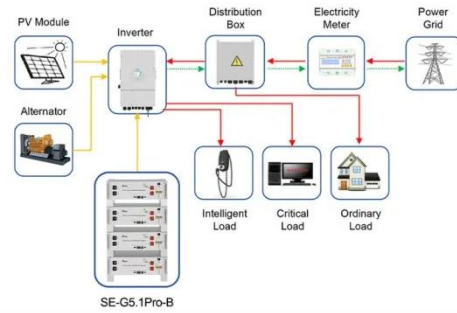 PV Module
Inverter
Distribution
Box
Electricity
Meter
Power
Grid
Alternator
Intelligent
Load
Critical
Load
Ordinary
Load
SE-G5.1Pro-B